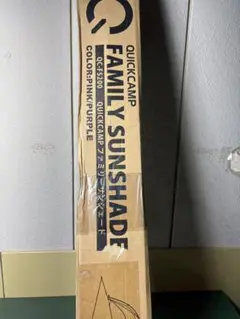 QUICKCAMP
FAMILY SUNSHADE
QC-FS200 QUICKCAMP ファミリーサンシェード
COLOR:PINK/PURPLE